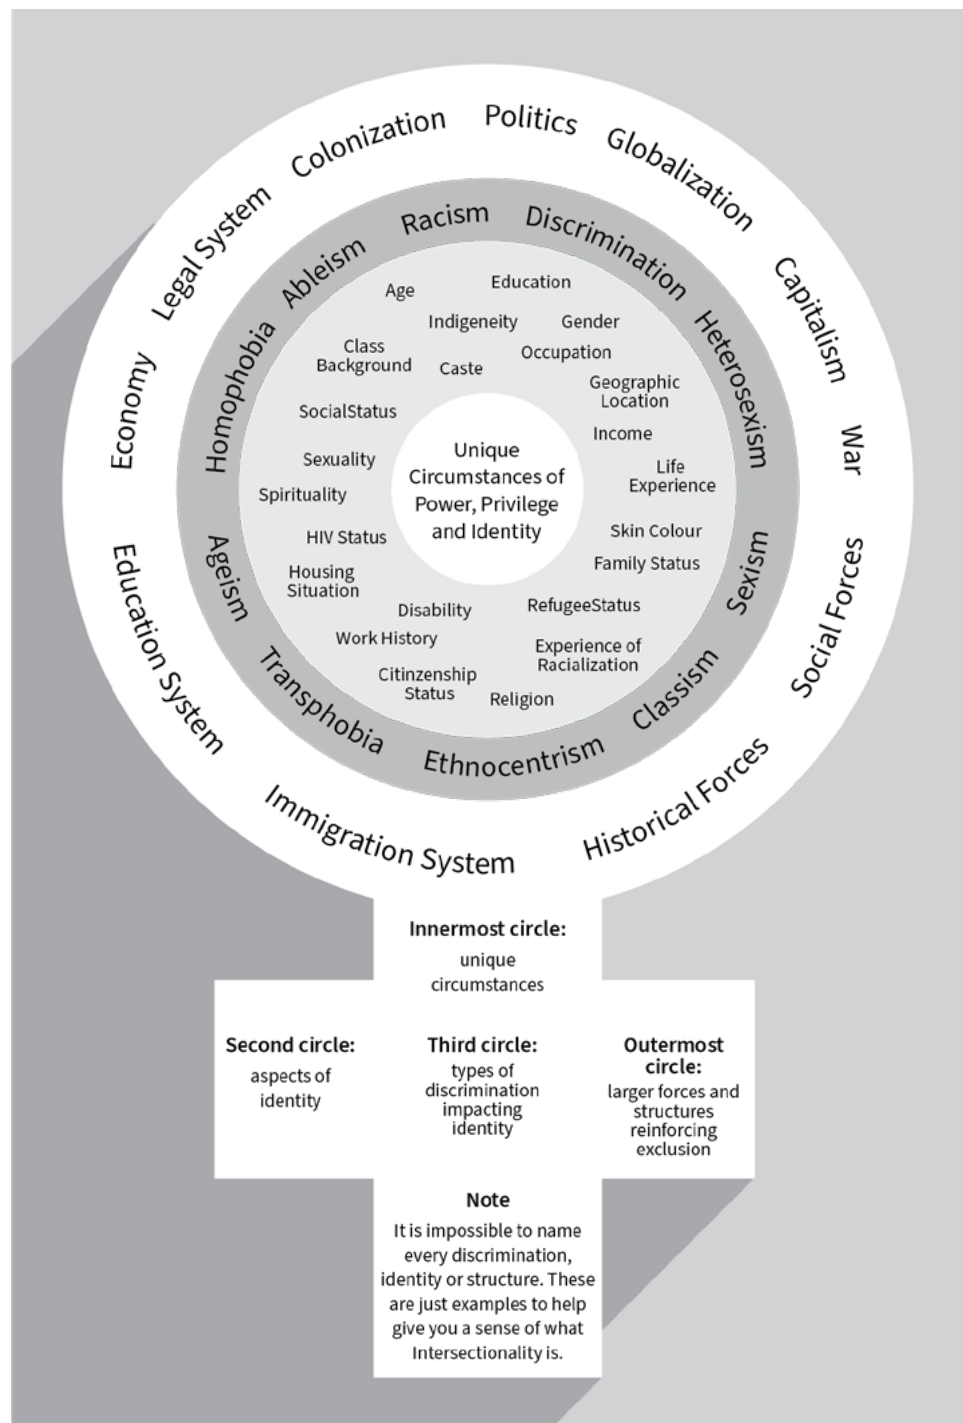 Politics
Globalization
Capitalism
War
Social Forces
Historical Forces
Immigration System
Education System
Economy
Legal System
Colonization
Racism
Discrimination
Heterosexism
Sexism
Classism
Ethnocentrism
Transphobia
Ageism
Homophobia
Ableism
Age
Education
Indigeneity
Gender
Class
Background
Caste
Occupation
Geographic
Location
SocialStatus
Income
Sexuality
Life
Experience
Spirituality
Skin Colour
HIV Status
Family Status
Housing
Situation
Disability
RefugeeStatus
Work History
Experience of
Racialization
Citinzenship
Status
Religion
Unique
Circumstances of
Power, Privilege
and Identity
Innermost circle:
unique
circumstances
Second circle:
aspects of
identity
Third circle:
types of
discrimination
impacting
identity
Outermost
circle:
larger forces and
structures
reinforcing
exclusion
Note
It is impossible to name
every discrimination,
identity or structure. These
are just examples to help
give you a sense of what
Intersectionality is.